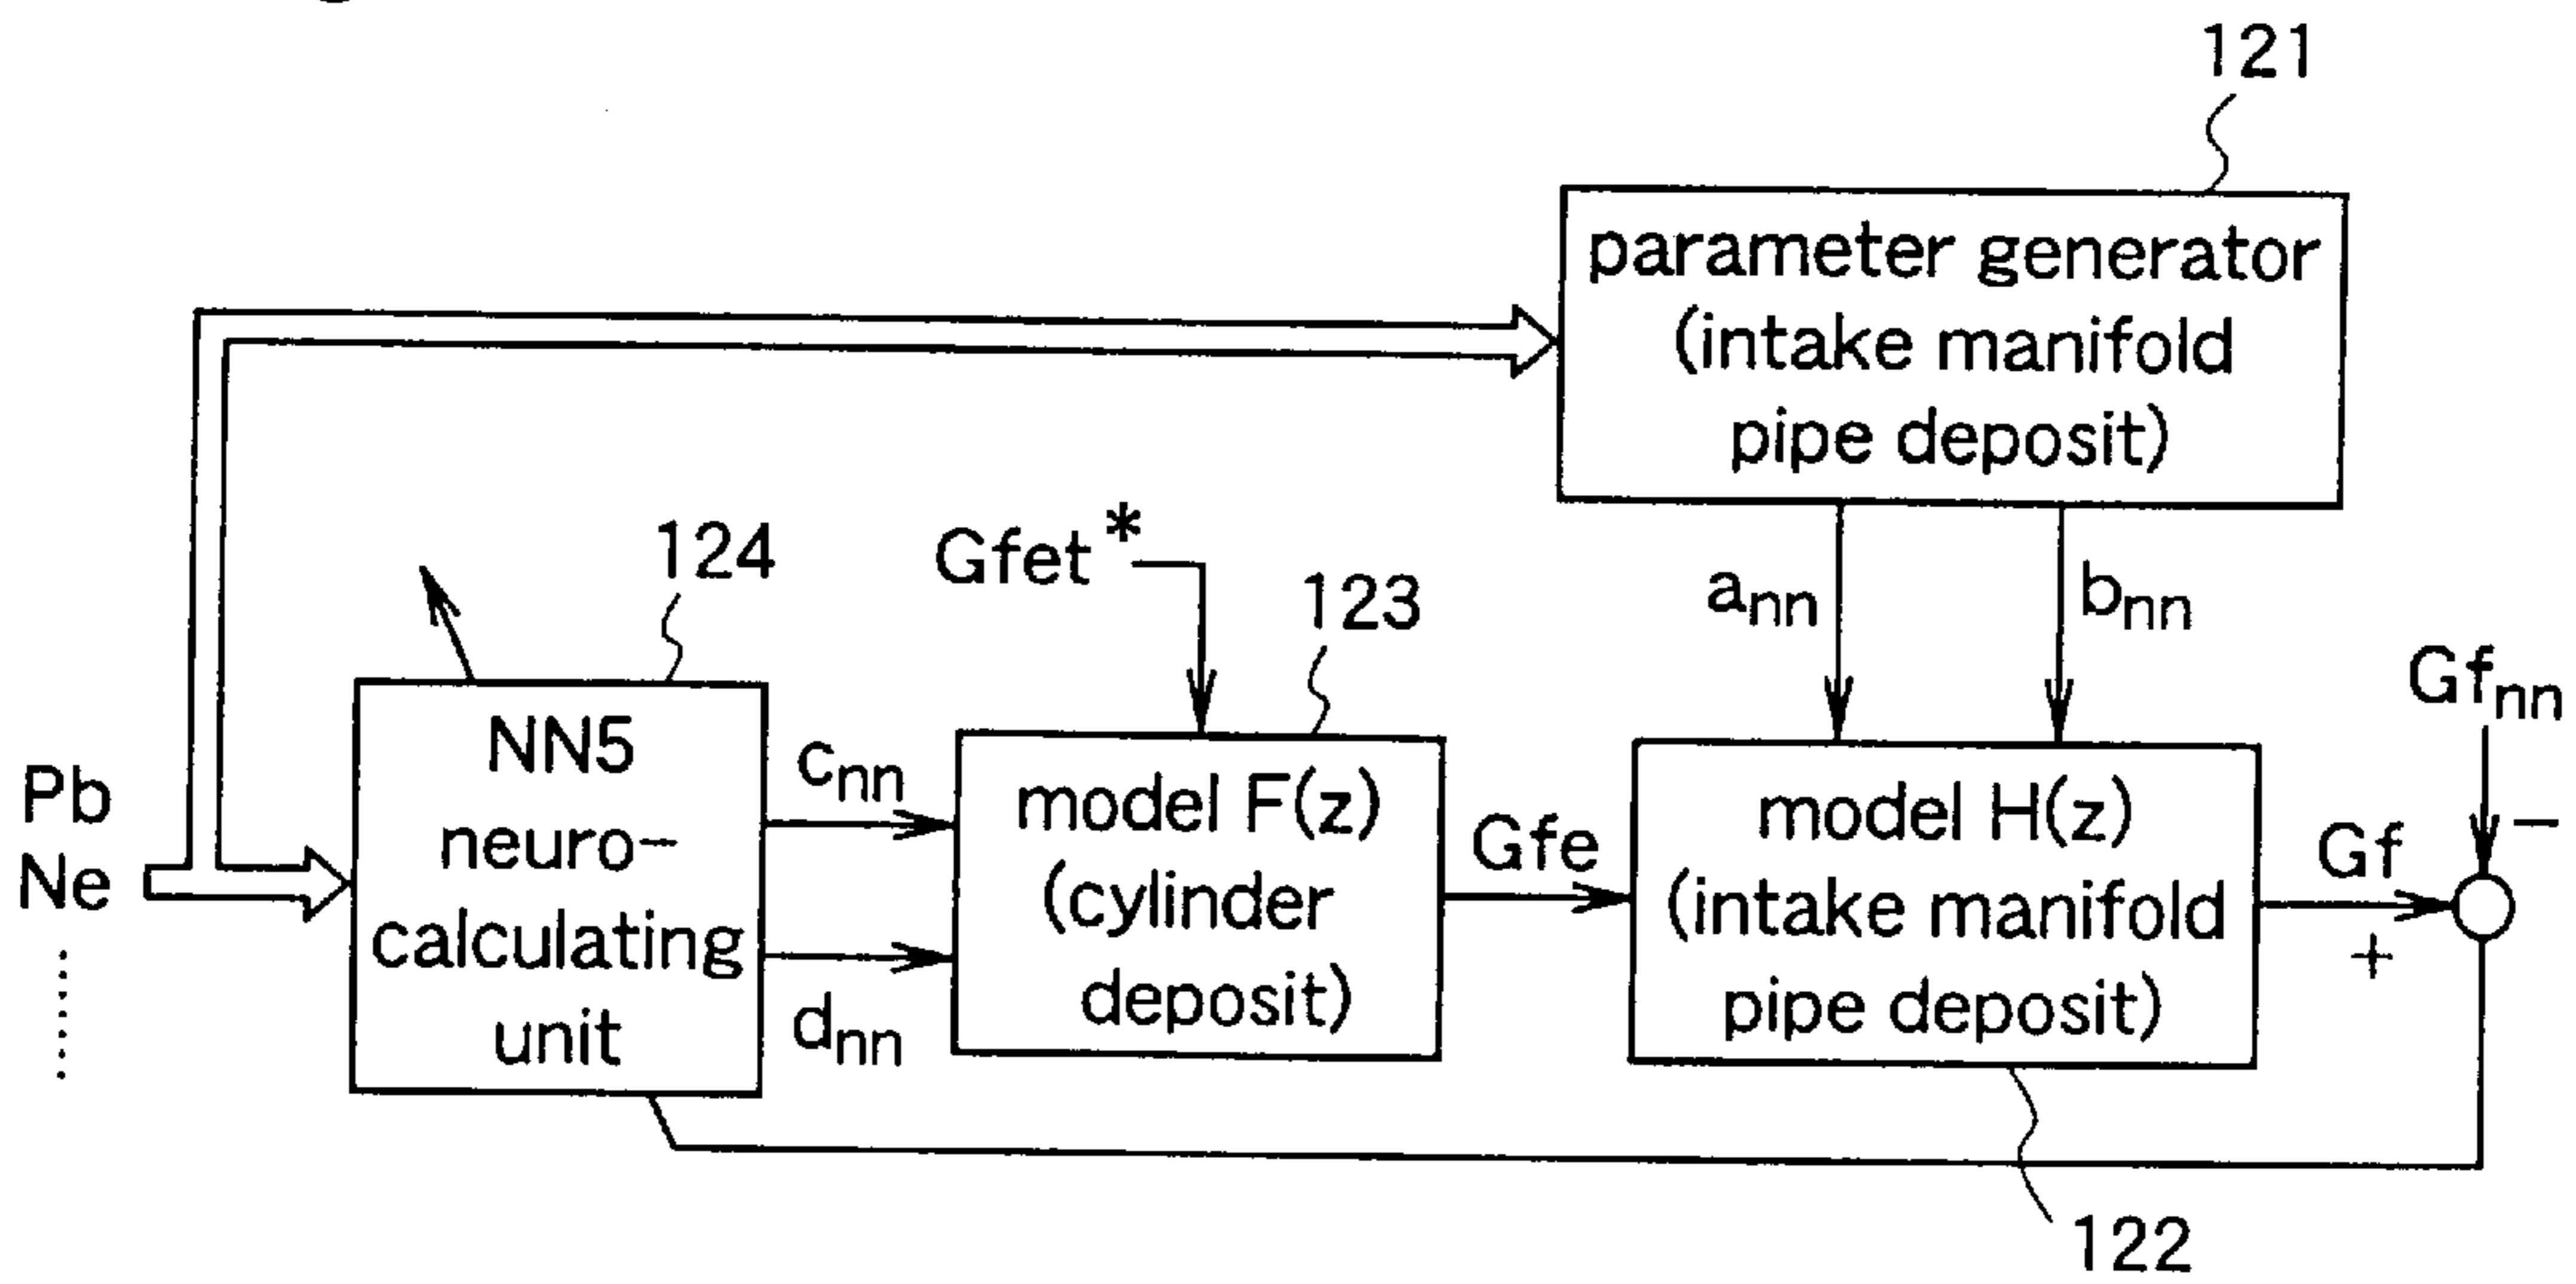 121
parameter generator
(intake manifold
pipe deposit)
124
Gfet*
123
ann
bnn
Gfnn
NN5
neuro-
calculating
unit
cnn
dnn
model F(z)
(cylinder
deposit)
Gfe
model H(z)
(intake manifold
pipe deposit)
Gf
−
+
Pb
Ne
......
122